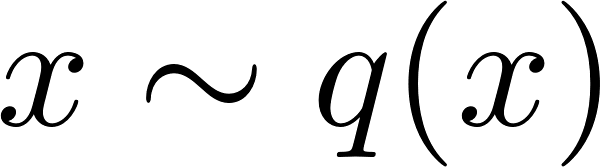 x ∼ q(x)